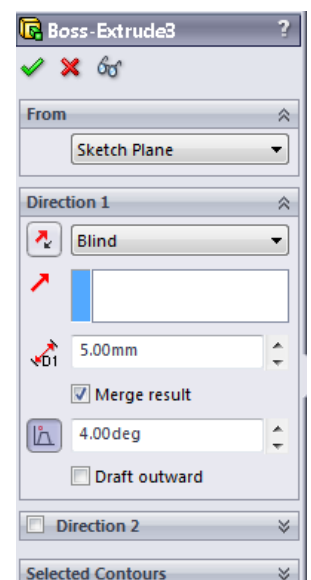 Boss-Extrude3 ?
From
Sketch Plane
Direction 1
Blind
D1 5.00mm
Merge result
4.00deg
Draft outward
Direction 2
Selected Contours